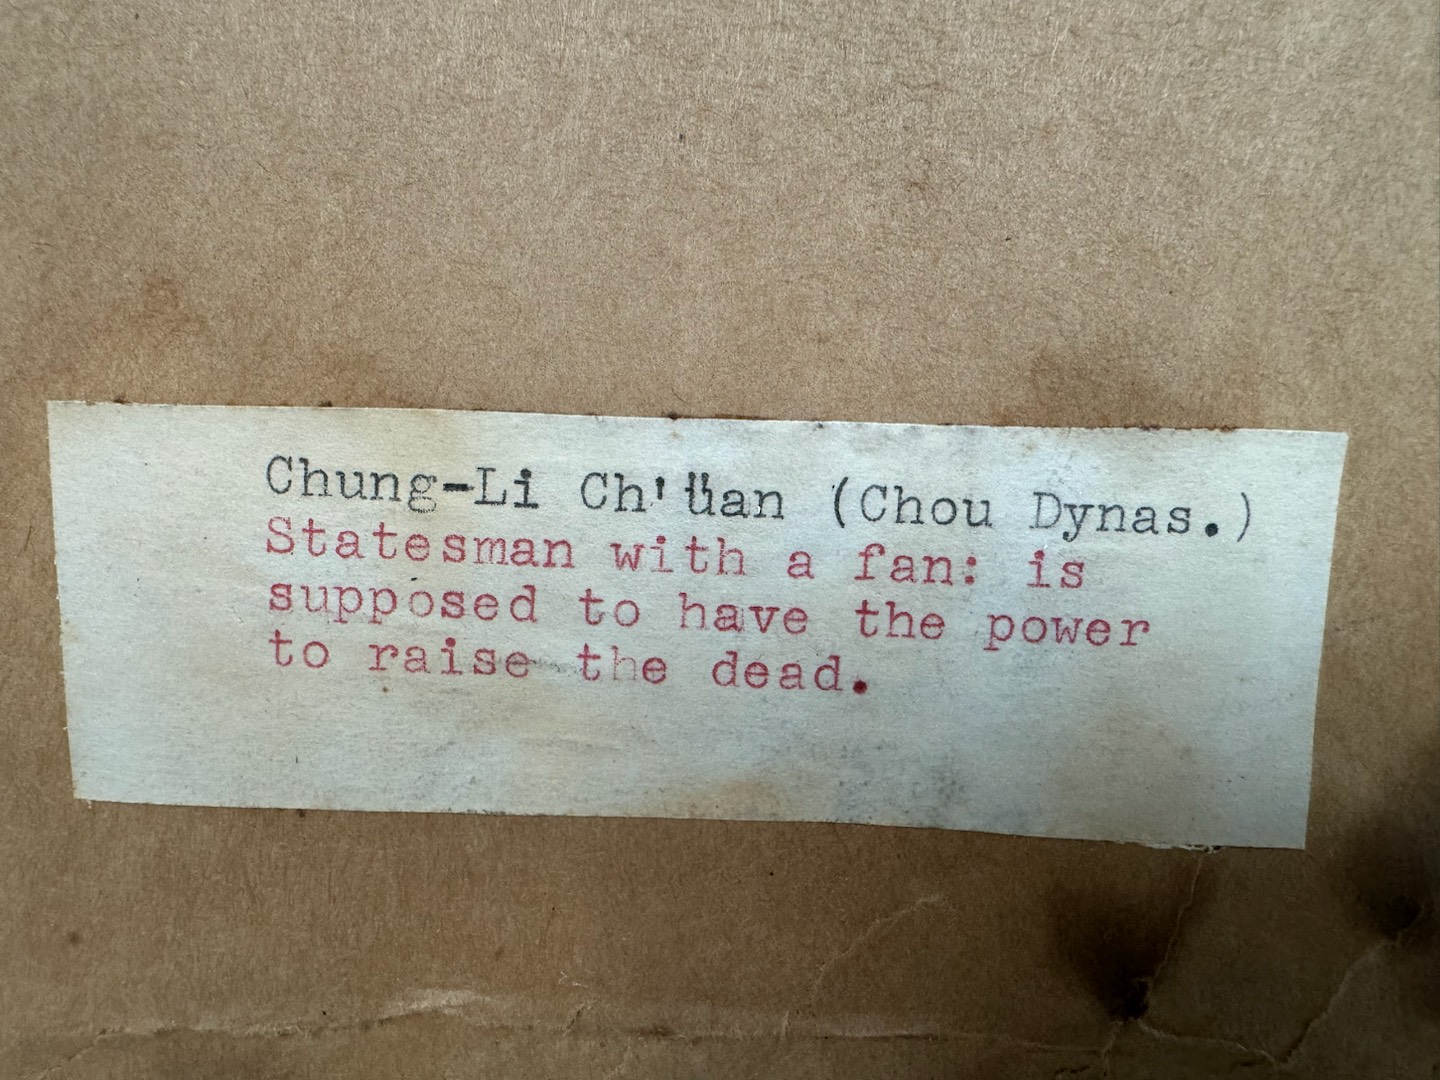 Chung-Li Ch'üan (Chou Dynas.)
Statesman with a fan: is
supposed to have the power
to raise the dead.